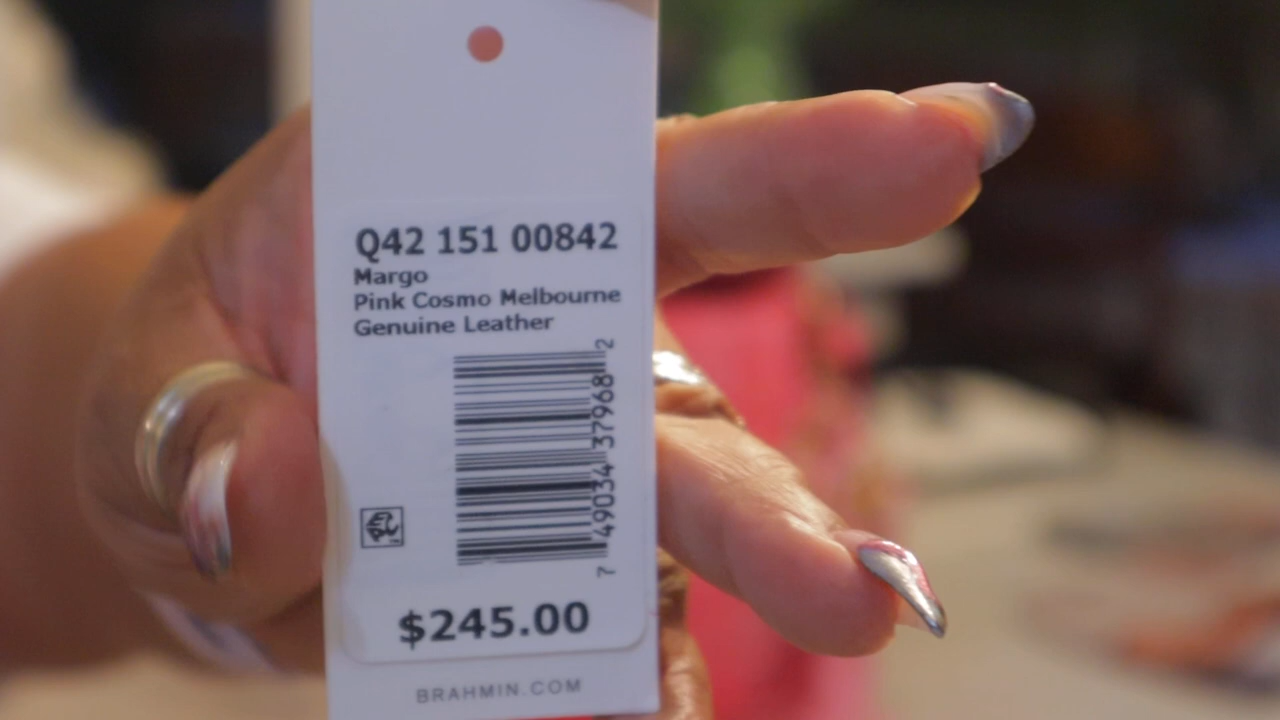 Q42 151 00842
Margo
Pink Cosmo Melbourne
Genuine Leather
7 49034 37968 2
$245.00
BRAHMIN.COM